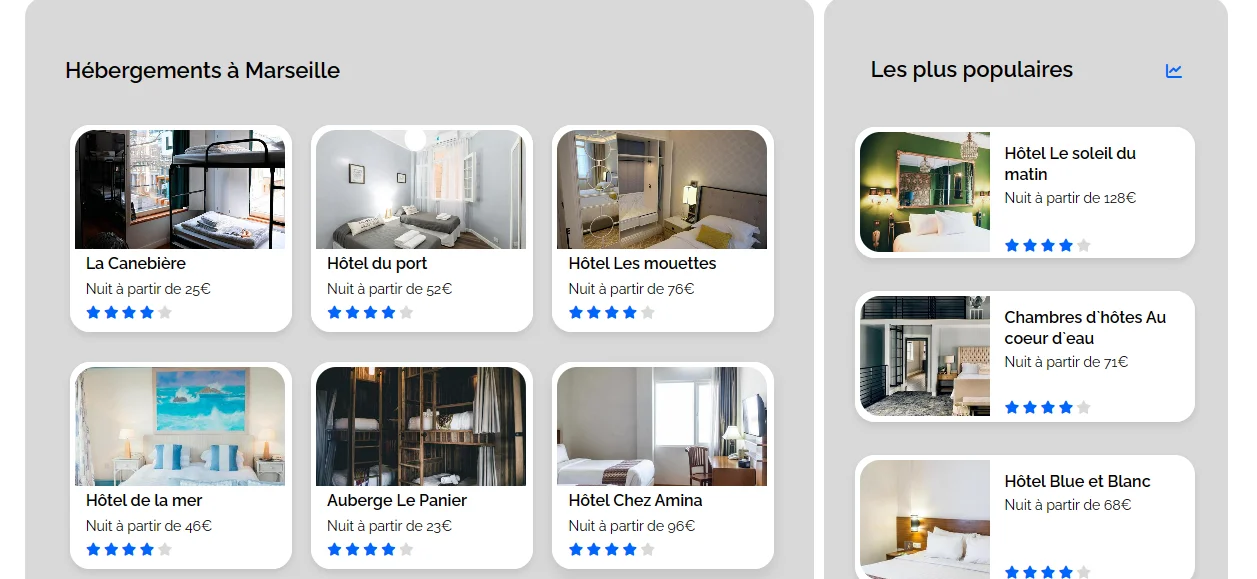 Hébergements à Marseille
La Canebière
Nuit à partir de 25€
Hôtel du port
Nuit à partir de 52€
Hôtel Les mouettes
Nuit à partir de 76€
Hôtel de la mer
Nuit à partir de 46€
Auberge Le Panier
Nuit à partir de 23€
Hôtel Chez Amina
Nuit à partir de 96€
Les plus populaires
Hôtel Le soleil du
matin
Nuit à partir de 128€
Chambres d`hôtes Au
coeur d`eau
Nuit à partir de 71€
Hôtel Blue et Blanc
Nuit à partir de 68€